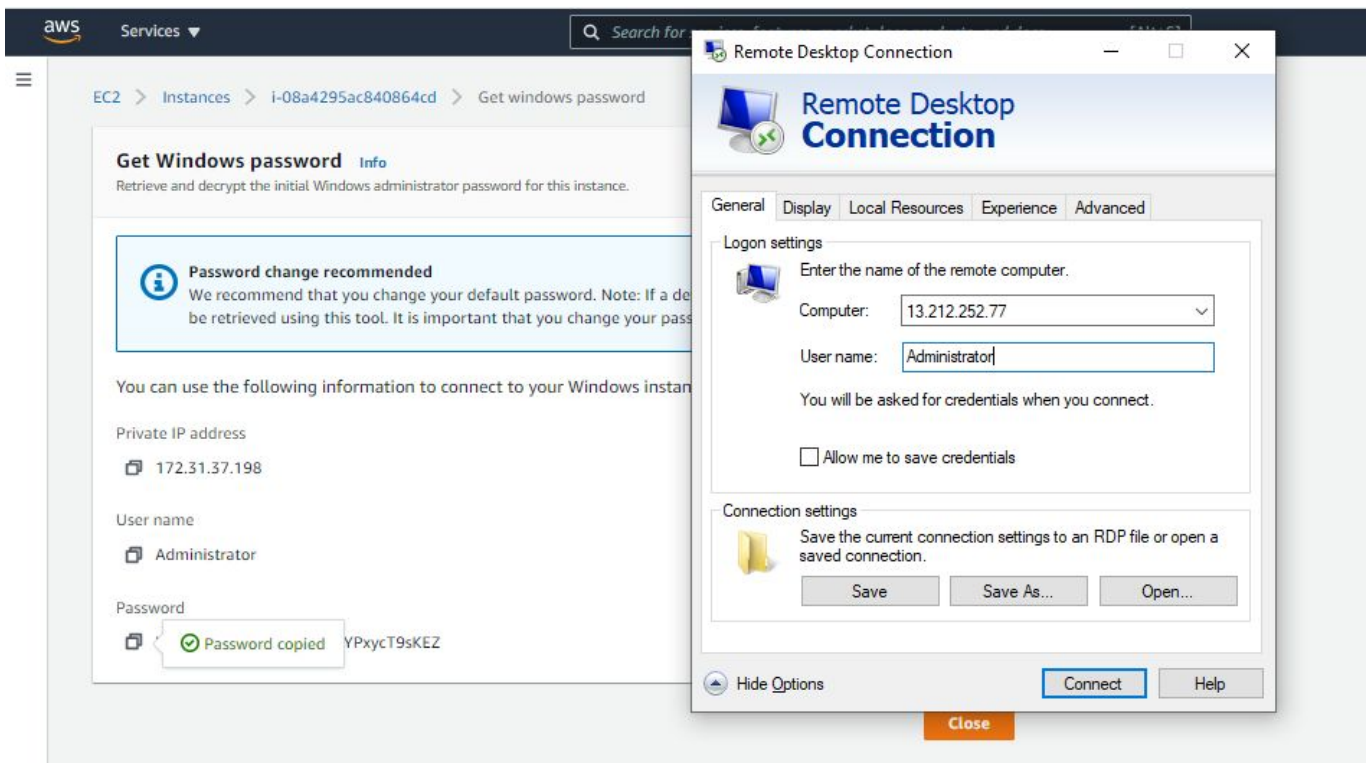 aws
Services ▼
Search for
EC2 > Instances > i-08a4295ac840864cd > Get windows password
Get Windows password Info
Retrieve and decrypt the initial Windows administrator password for this instance.
Password change recommended
We recommend that you change your default password. Note: If a de
be retrieved using this tool. It is important that you change your pass
You can use the following information to connect to your Windows instan
Private IP address
172.31.37.198
User name
Administrator
Password
Password copied YPxycT9sKEZ
Close
Remote Desktop Connection
Remote Desktop
Connection
General Display Local Resources Experience Advanced
Logon settings
Enter the name of the remote computer.
Computer: 13.212.252.77
User name: Administrator
You will be asked for credentials when you connect.
Allow me to save credentials
Connection settings
Save the current connection settings to an RDP file or open a
saved connection.
Save Save As... Open...
Hide Options Connect Help